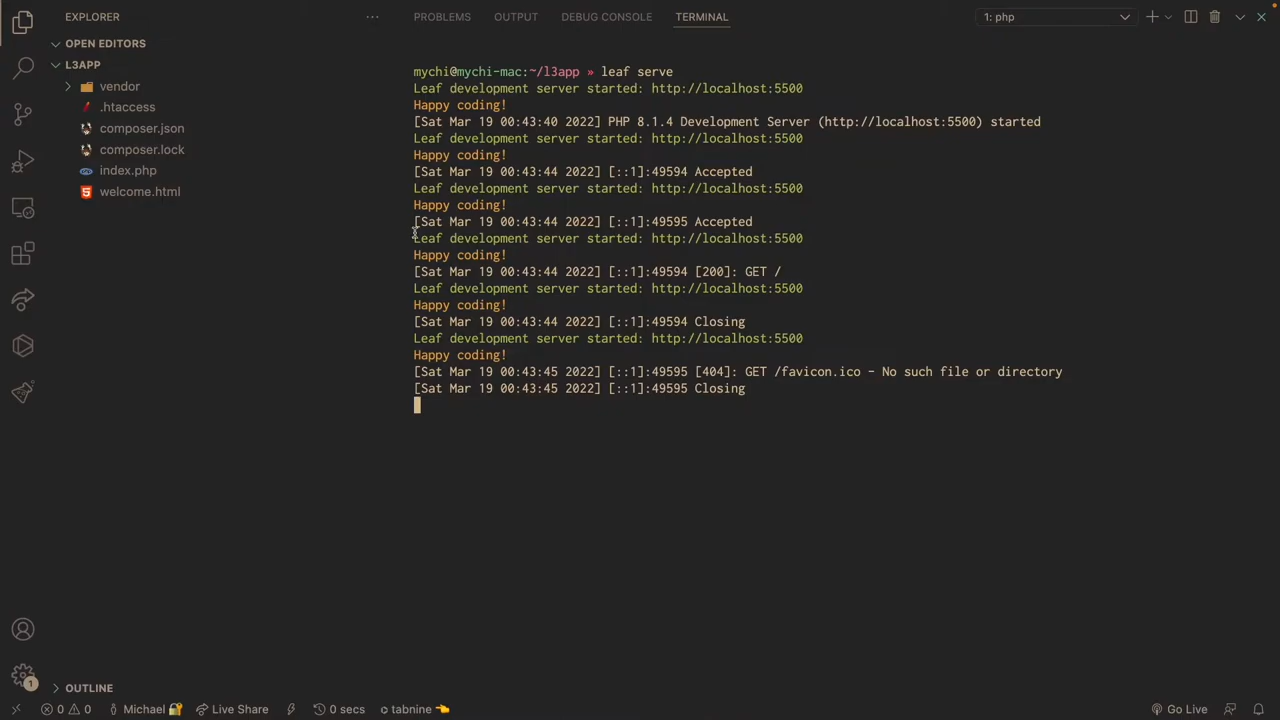 EXPLORER
PROBLEMS OUTPUT DEBUG CONSOLE TERMINAL 1: php
OPEN EDITORS
L3APP
vendor
.htaccess
composer.json
composer.lock
index.php
welcome.html
mychi@mychi-mac:~/l3app » leaf serve
Leaf development server started: http://localhost:5500
Happy coding!
[Sat Mar 19 00:43:40 2022] PHP 8.1.4 Development Server (http://localhost:5500) started
Leaf development server started: http://localhost:5500
Happy coding!
[Sat Mar 19 00:43:44 2022] [::1]:49594 Accepted
Leaf development server started: http://localhost:5500
Happy coding!
[Sat Mar 19 00:43:44 2022] [::1]:49595 Accepted
Leaf development server started: http://localhost:5500
Happy coding!
[Sat Mar 19 00:43:44 2022] [::1]:49594 [200]: GET /
Leaf development server started: http://localhost:5500
Happy coding!
[Sat Mar 19 00:43:44 2022] [::1]:49594 Closing
Leaf development server started: http://localhost:5500
Happy coding!
[Sat Mar 19 00:43:45 2022] [::1]:49595 [404]: GET /favicon.ico - No such file or directory
[Sat Mar 19 00:43:45 2022] [::1]:49595 Closing
1
OUTLINE
0 0 Michael 🔐 Live Share 0 secs tabnine 👈 Go Live